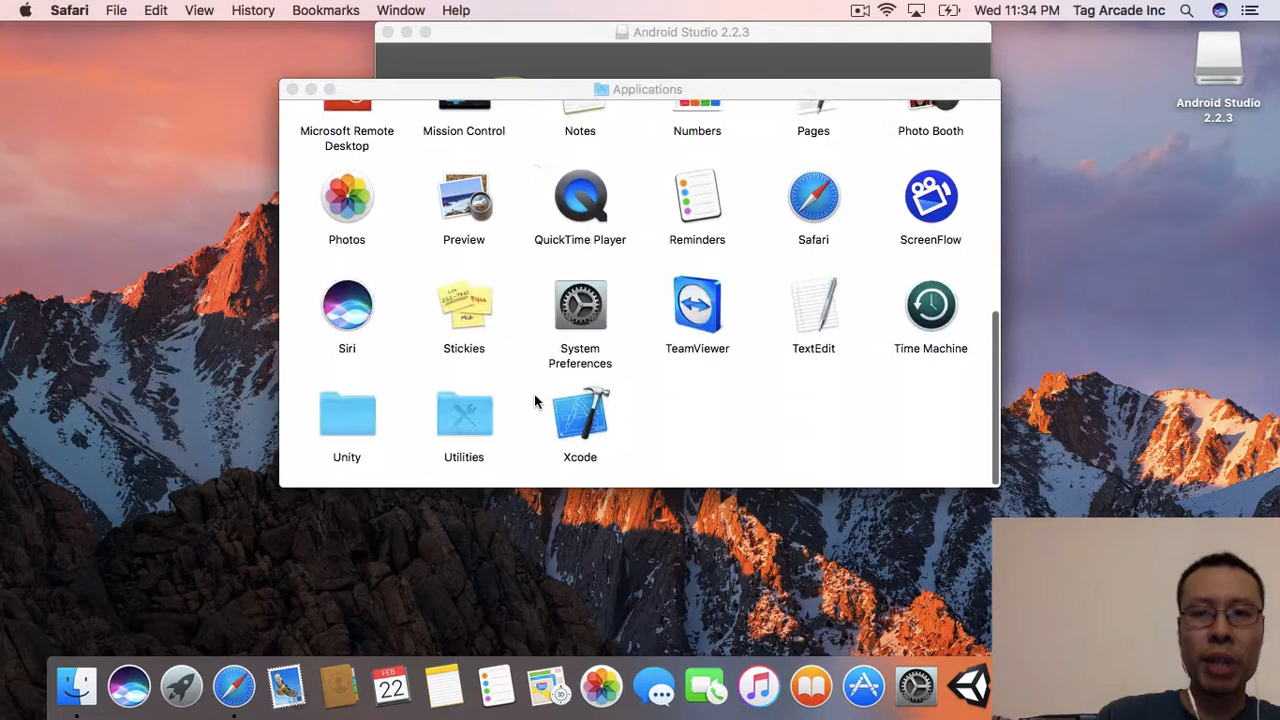 Safari File Edit View History Bookmarks Window Help Wed 11:34 PM Tag Arcade Inc
Android Studio 2.2.3
Applications
Android Studio
2.2.3
Microsoft Remote
Desktop
Mission Control
Notes
Numbers
Pages
Photo Booth
Photos
Preview
QuickTime Player
Reminders
Safari
ScreenFlow
Siri
Stickies
System
Preferences
TeamViewer
TextEdit
Time Machine
Unity
Utilities
Xcode
FEB
22